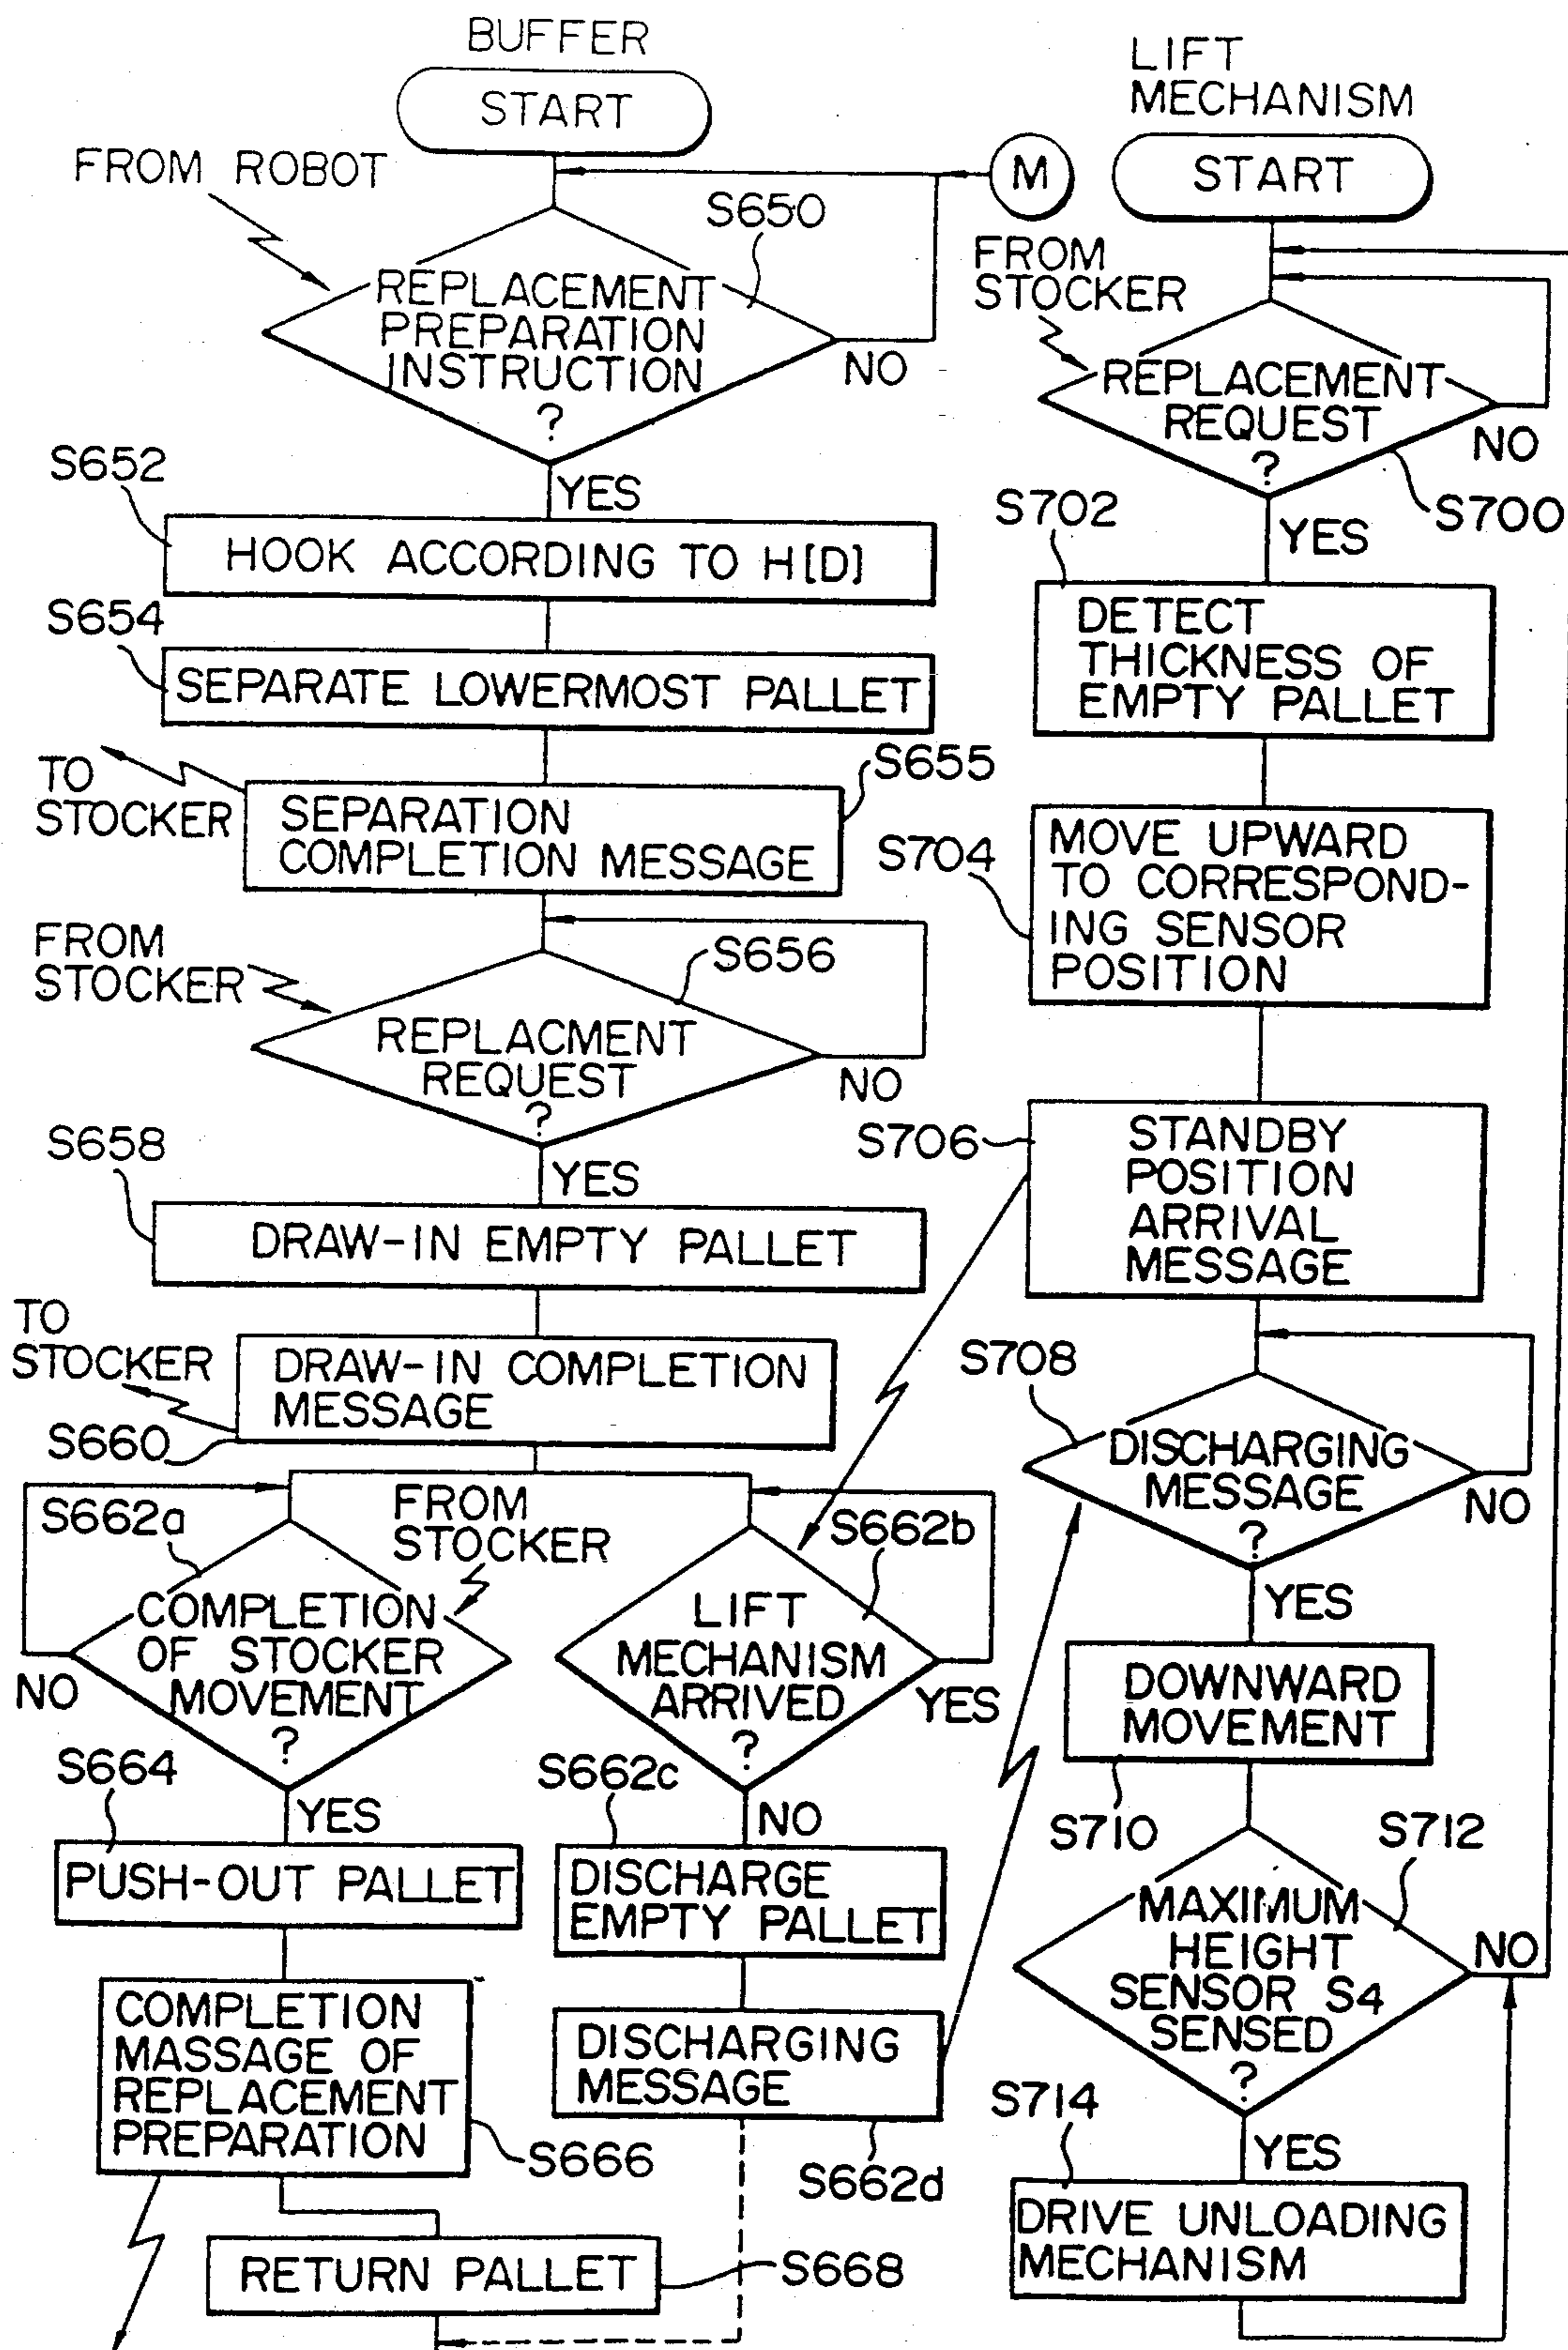 BUFFER
START
FROM ROBOT
M
S650
REPLACEMENT
PREPARATION
INSTRUCTION
?
NO
YES
S652
HOOK ACCORDING TO H[D]
S654
SEPARATE LOWERMOST PALLET
TO
STOCKER
S655
SEPARATION
COMPLETION MESSAGE
FROM
STOCKER
S656
REPLACMENT
REQUEST
?
NO
YES
S658
DRAW-IN EMPTY PALLET
TO
STOCKER
DRAW-IN COMPLETION
MESSAGE
S660
S662a
FROM
STOCKER
COMPLETION
OF STOCKER
MOVEMENT
?
NO
YES
S662b
LIFT
MECHANISM
ARRIVED
?
YES
NO
S664
PUSH-OUT PALLET
S662c
DISCHARGE
EMPTY PALLET
COMPLETION
MASSAGE OF
REPLACEMENT
PREPARATION
S666
DISCHARGING
MESSAGE
S662d
RETURN PALLET
S668
LIFT
MECHANISM
START
FROM
STOCKER
REPLACEMENT
REQUEST
?
NO
S700
YES
S702
DETECT
THICKNESS OF
EMPTY PALLET
S704
MOVE UPWARD
TO CORRESPOND-
ING SENSOR
POSITION
S706
STANDBY
POSITION
ARRIVAL
MESSAGE
S708
DISCHARGING
MESSAGE
?
NO
YES
DOWNWARD
MOVEMENT
S710
S712
MAXIMUM
HEIGHT
SENSOR S4
SENSED
?
NO
YES
S714
DRIVE UNLOADING
MECHANISM